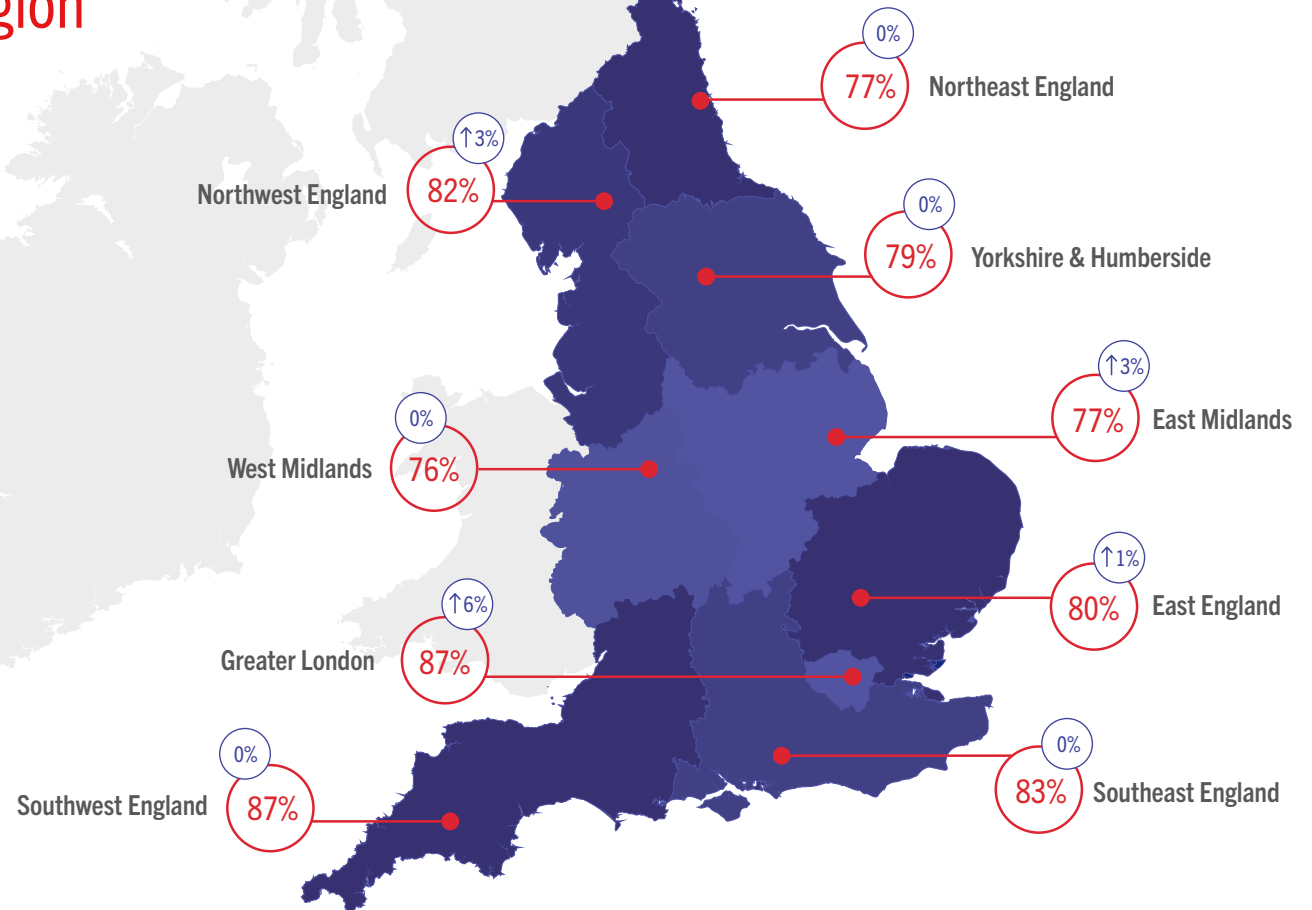 0%
77%
Northeast England
↑3%
82%
Northwest England
0%
79%
Yorkshire & Humberside
↑3%
77%
East Midlands
0%
76%
West Midlands
↑1%
80%
East England
↑6%
87%
Greater London
0%
83%
Southeast England
0%
87%
Southwest England